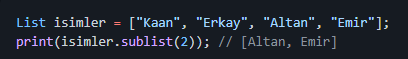 List isimler = ["Kaan", "Erkay", "Altan", "Emir"];
print(isimler.sublist(2)); // [Altan, Emir]